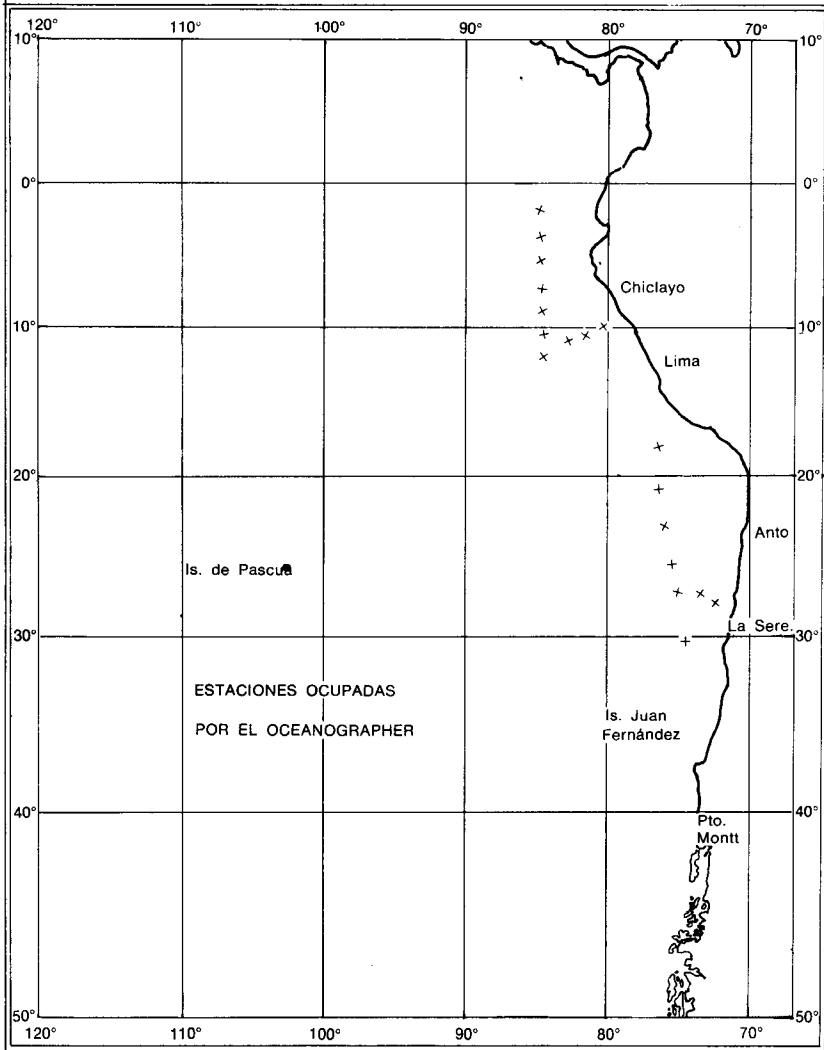 120° 110° 100° 90° 80° 70°
10° 10°
0° 0°
Chiclayo
10° 10°
Lima
20° 20°
Anto
Is. de Pascua
La Sere.
30° 30°
ESTACIONES OCUPADAS
POR EL OCEANOGRAPHER
Is. Juan
Fernández
40° 40°
Pto.
Montt
50° 50°
120° 110° 100° 90° 80° 70°